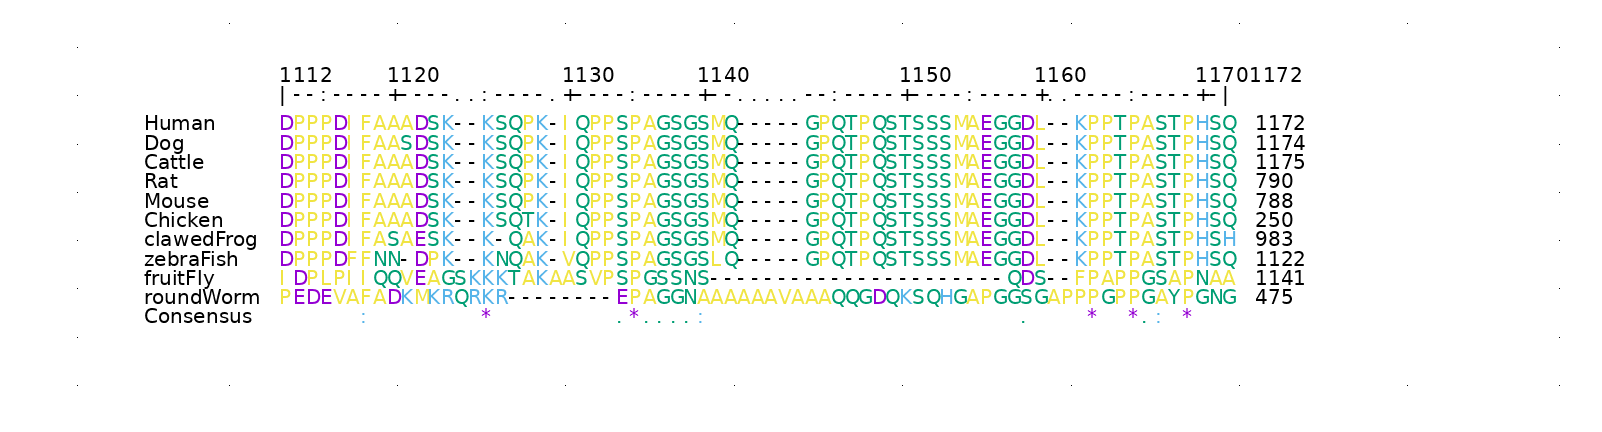 1112 1120 1130 1140 1150 1160 11701172
|--:----+----..:----.+----:----+--.....--:----+----:----+..----:----+-|
Human DPPPDIFAAADSK--KSQPK-IQPPSPAGSGSMQ-----GPQTPQSTSSSMAEGGDL--KPPTPASTPHSQ 1172
Dog DPPPDIFAASDSK--KSQPK-IQPPSPAGSGSMQ-----GPQTPQSTSSSMAEGGDL--KPPTPASTPHSQ 1174
Cattle DPPPDIFAAADSK--KSQPK-IQPPSPAGSGSMQ-----GPQTPQSTSSSMAEGGDL--KPPTPASTPHSQ 1175
Rat DPPPDIFAAADSK--KSQPK-IQPPSPAGSGSMQ-----GPQTPQSTSSSMAEGGDL--KPPTPASTPHSQ 790
Mouse DPPPDIFAAADSK--KSQPK-IQPPSPAGSGSMQ-----GPQTPQSTSSSMAEGGDL--KPPTPASTPHSQ 788
Chicken DPPPDIFAAADSK--KSQTK-IQPPSPAGSGSMQ-----GPQTPQSTSSSMAEGGDL--KPPTPASTPHSQ 250
clawedFrog DPPPDIFASAESK--K-QAK-IQPPSPAGSGSMQ-----GPQTPQSTSSSMAEGGDL--KPPTPASTPHSH 983
zebraFish DPPPDFFNN-DPK--KNQAK-VQPPSPAGSGSLQ-----GPQTPQSTSSSMAEGGDL--KPPTPASTPHSQ 1122
fruitFly IDPLPIIQQVEAGSKKKTAKAASVPSPGSSNS----------------------QDS--FPAPPGSAPNAA 1141
roundWorm PEDEVAFADKMKRQRKR--------EPAGGNAAAAAAVAAAQQGDQKSQHGAPGGSGAPPPGPPGAYPGNG 475
Consensus : * .*....: . * *.: *